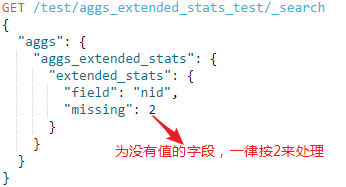 GET /test/aggs_extended_stats_test/_search
{
  "aggs": {
    "aggs_extended_stats": {
      "extended_stats": {
        "field": "nid",
        "missing": 2
      }
    }
  }
}
为没有值的字段，一律按2来处理